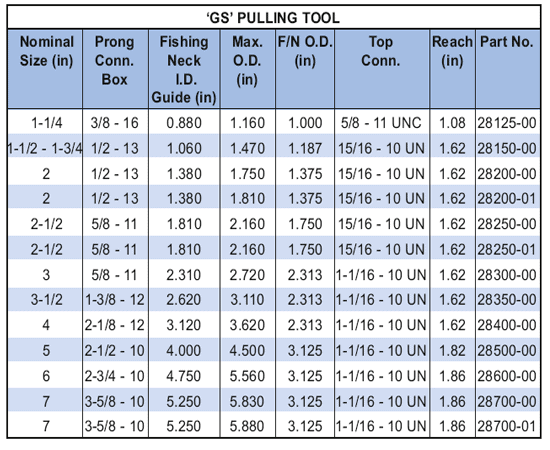 ‘GS’ PULLING TOOL
Nominal Size (in) Prong Conn. Box Fishing Neck I.D. Guide (in) Max. O.D. (in) F/N O.D. (in) Top Conn. Reach (in) Part No.
1-1/4 3/8 - 16 0.880 1.160 1.000 5/8 - 11 UNC 1.08 28125-00
1-1/2 - 1-3/4 1/2 - 13 1.060 1.470 1.187 15/16 - 10 UN 1.62 28150-00
2 1/2 - 13 1.380 1.750 1.375 15/16 - 10 UN 1.62 28200-00
2 1/2 - 13 1.380 1.810 1.375 15/16 - 10 UN 1.62 28200-01
2-1/2 5/8 - 11 1.810 2.160 1.750 15/16 - 10 UN 1.62 28250-00
2-1/2 5/8 - 11 1.810 2.160 1.750 15/16 - 10 UN 1.62 28250-01
3 5/8 - 11 2.310 2.720 2.313 1-1/16 - 10 UN 1.62 28300-00
3-1/2 1-3/8 - 12 2.620 3.110 2.313 1-1/16 - 10 UN 1.62 28350-00
4 2-1/8 - 12 3.120 3.620 2.313 1-1/16 - 10 UN 1.62 28400-00
5 2-1/2 - 10 4.000 4.500 3.125 1-1/16 - 10 UN 1.82 28500-00
6 2-3/4 - 10 4.750 5.560 3.125 1-1/16 - 10 UN 1.86 28600-00
7 3-5/8 - 10 5.250 5.830 3.125 1-1/16 - 10 UN 1.86 28700-00
7 3-5/8 - 10 5.250 5.880 3.125 1-1/16 - 10 UN 1.86 28700-01